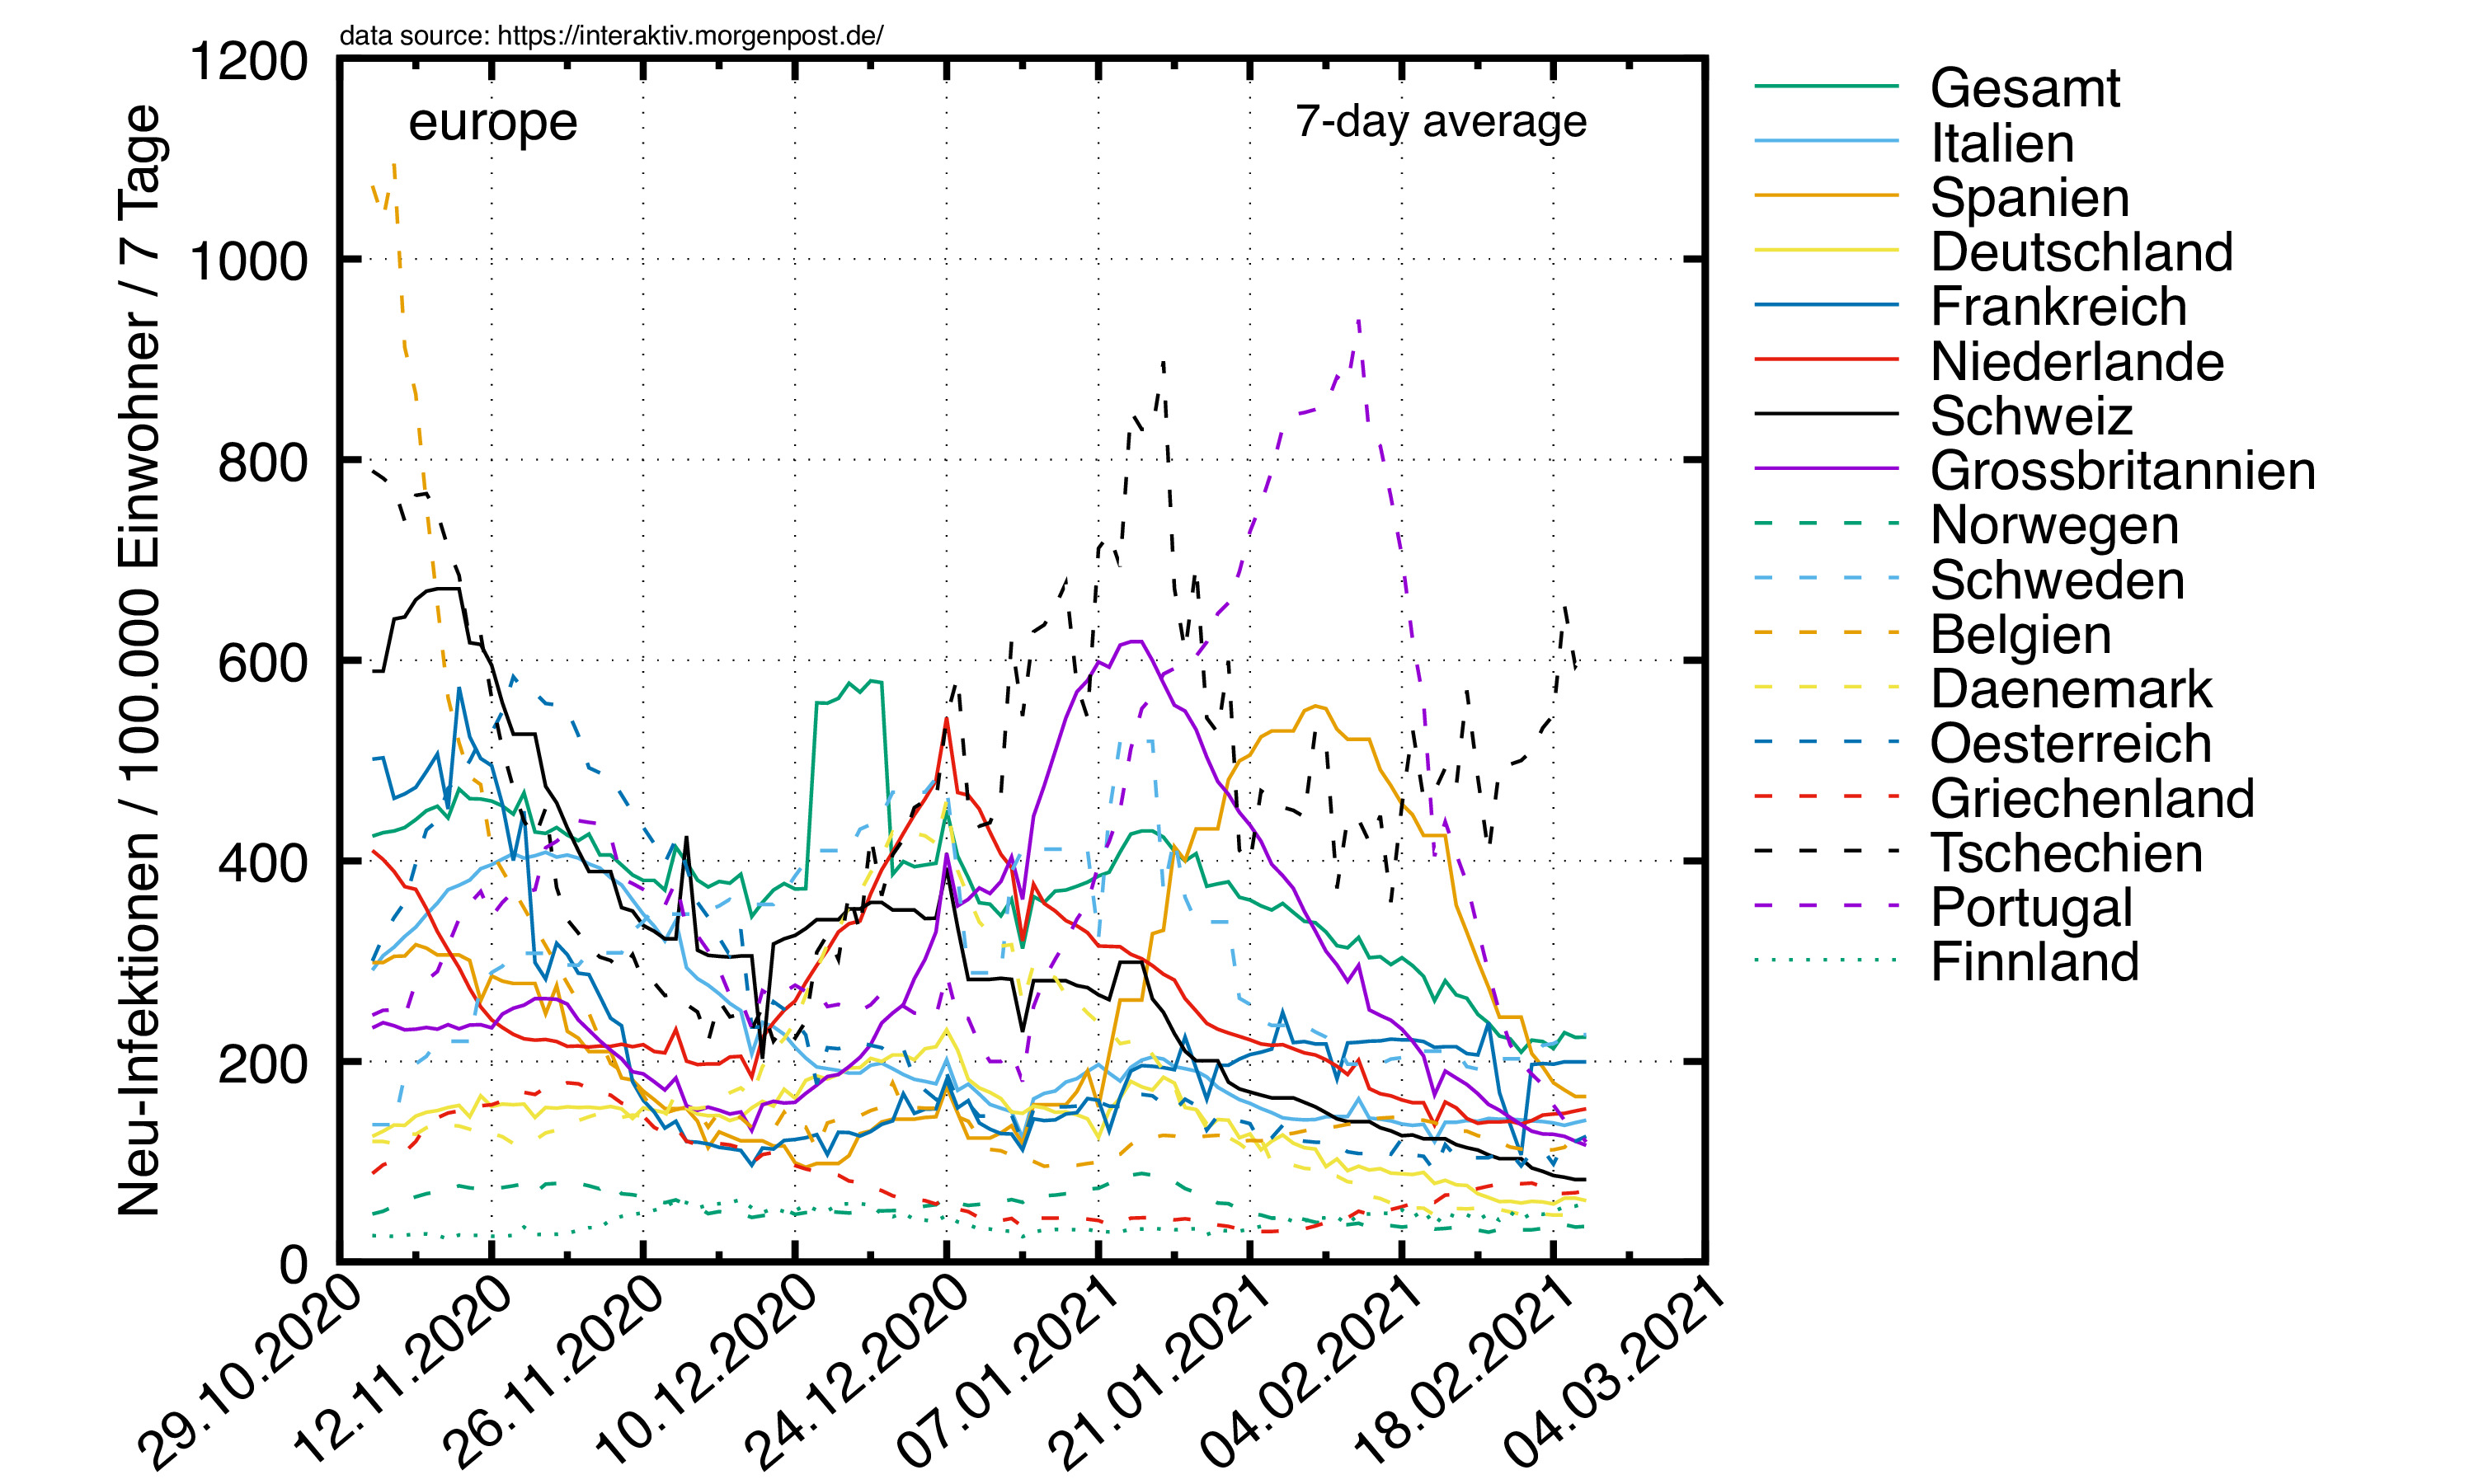 data source: https://interaktiv.morgenpost.de/
europe
7-day average
Neu-Infektionen / 100.000 Einwohner / 7 Tage
1200
1000
800
600
400
200
0
29.10.2020
12.11.2020
26.11.2020
10.12.2020
24.12.2020
07.01.2021
21.01.2021
04.02.2021
18.02.2021
04.03.2021
Gesamt
Italien
Spanien
Deutschland
Frankreich
Niederlande
Schweiz
Grossbritannien
Norwegen
Schweden
Belgien
Daenemark
Oesterreich
Griechenland
Tschechien
Portugal
Finnland